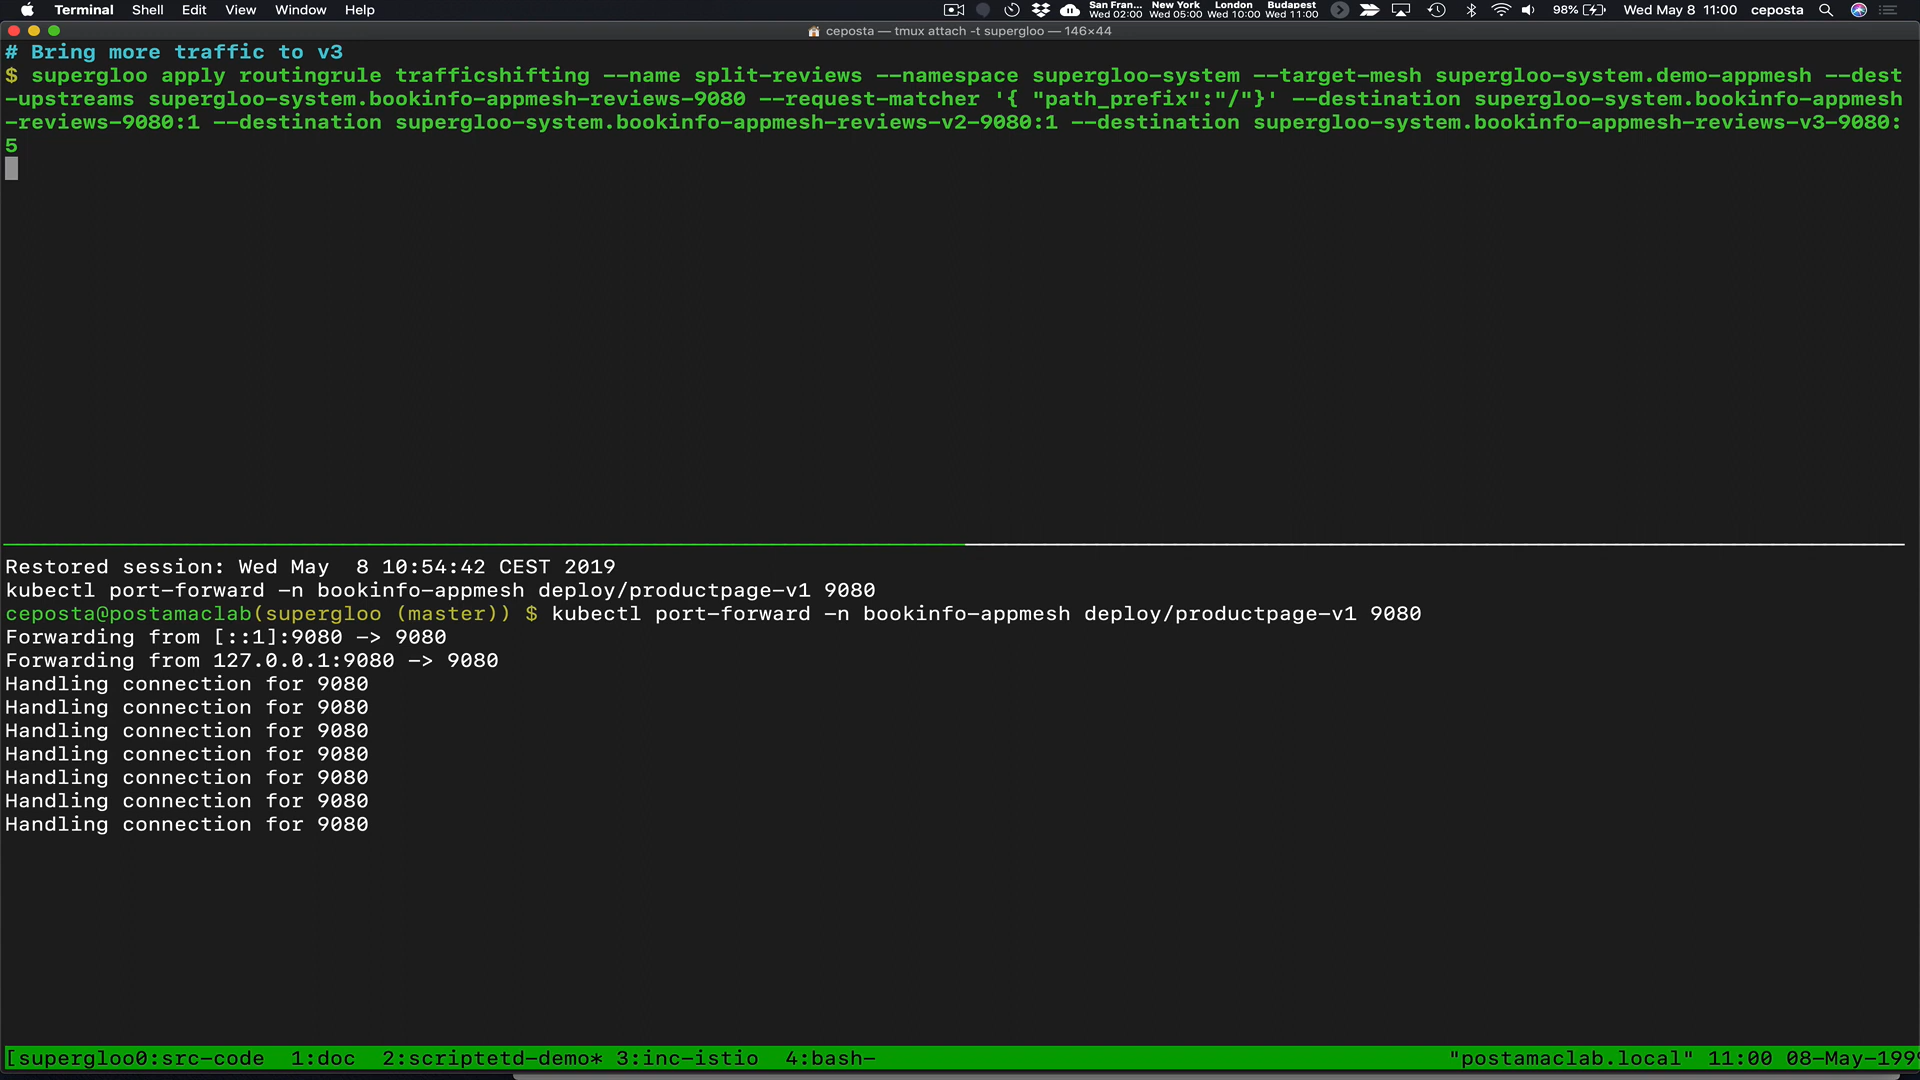 Terminal Shell Edit View Window Help
San Fran... New York London Budapest
Wed 02:00 Wed 05:00 Wed 10:00 Wed 11:00
98% Wed May 8 11:00 ceposta
ceposta — tmux attach -t supergloo — 146×44
# Bring more traffic to v3
$ supergloo apply routingrule trafficshifting --name split-reviews --namespace supergloo-system --target-mesh supergloo-system.demo-appmesh --dest
-upstreams supergloo-system.bookinfo-appmesh-reviews-9080 --request-matcher '{ "path_prefix":"/"}' --destination supergloo-system.bookinfo-appmesh
-reviews-9080:1 --destination supergloo-system.bookinfo-appmesh-reviews-v2-9080:1 --destination supergloo-system.bookinfo-appmesh-reviews-v3-9080:
5
Restored session: Wed May  8 10:54:42 CEST 2019
kubectl port-forward -n bookinfo-appmesh deploy/productpage-v1 9080
ceposta@postamaclab(supergloo (master)) $ kubectl port-forward -n bookinfo-appmesh deploy/productpage-v1 9080
Forwarding from [::1]:9080 -> 9080
Forwarding from 127.0.0.1:9080 -> 9080
Handling connection for 9080
Handling connection for 9080
Handling connection for 9080
Handling connection for 9080
Handling connection for 9080
Handling connection for 9080
Handling connection for 9080
[supergloo0:src-code  1:doc  2:scriptetd-demo* 3:inc-istio  4:bash- "postamaclab.local" 11:00 08-May-199